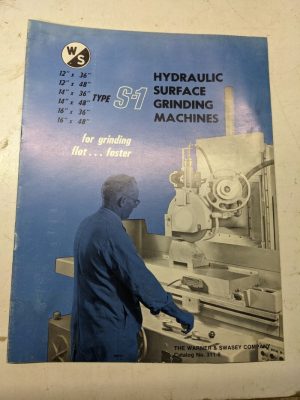 W
S
12" x 36"
12" x 48"
14" x 36"
14" x 48"
16" x 36"
16" x 48"
TYPE S-1
HYDRAULIC
SURFACE
GRINDING
MACHINES
for grinding
flat...faster
THE WARNER & SWASEY COMPANY
Catalog No.